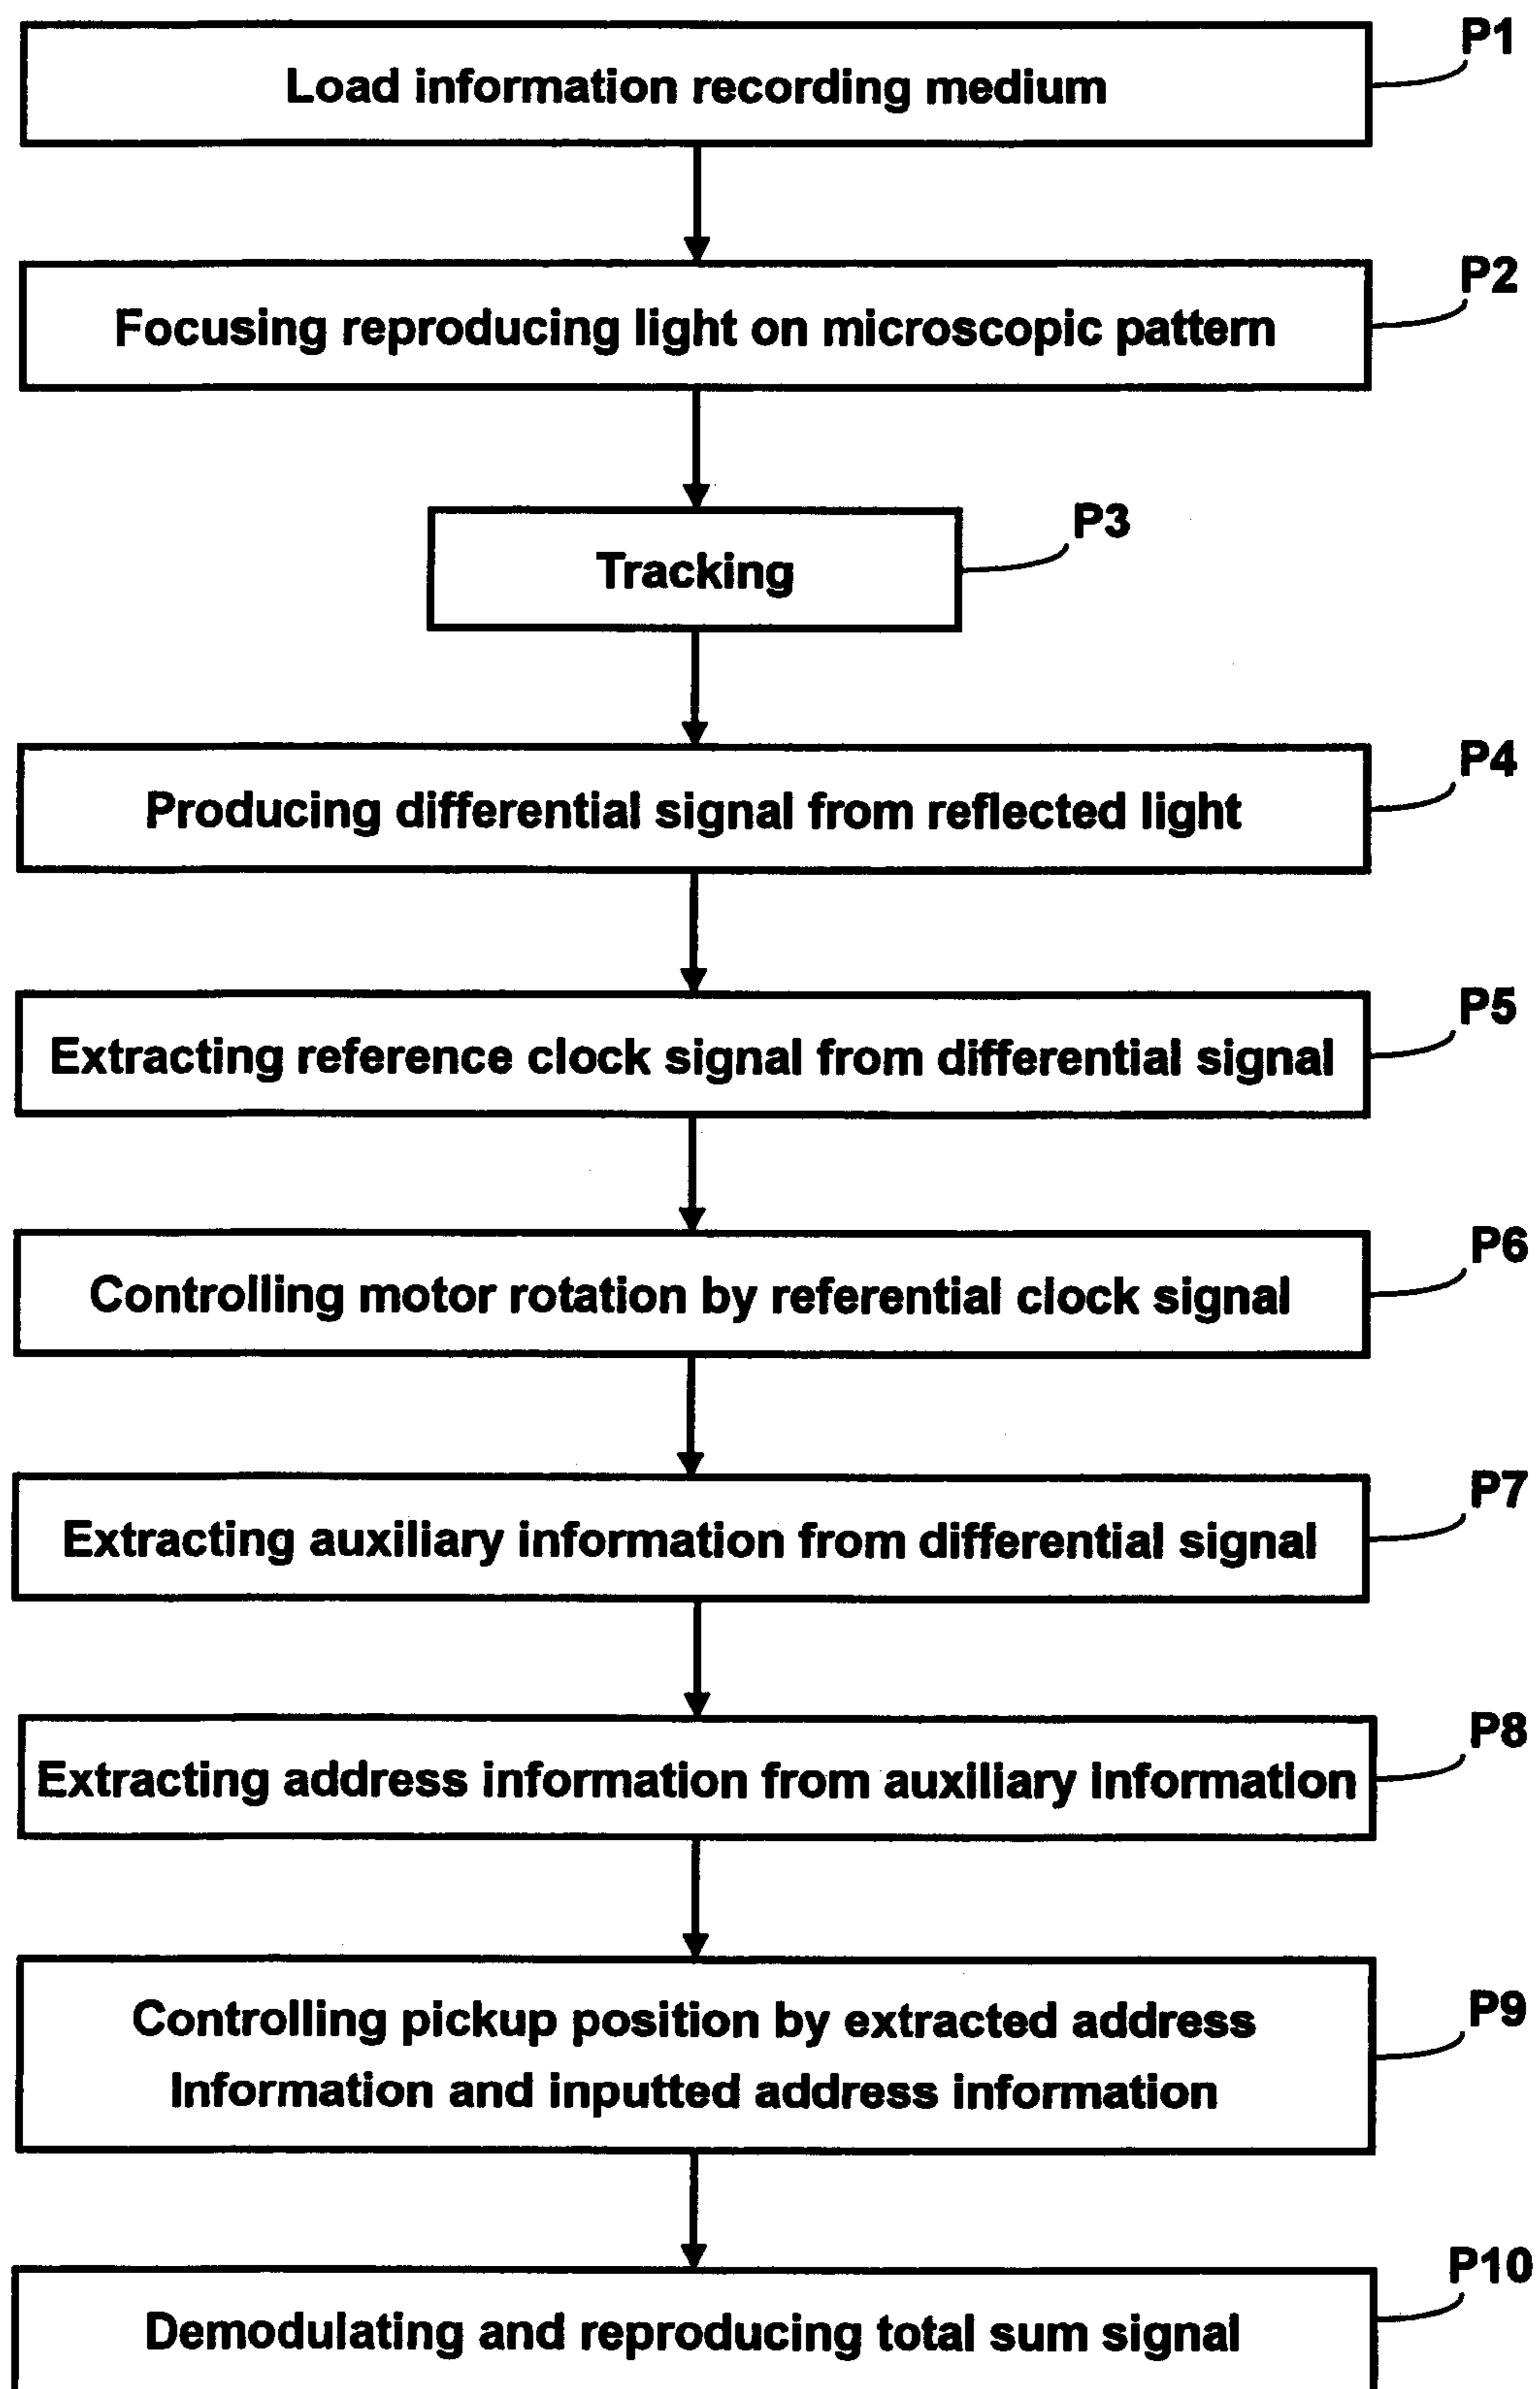 P1
Load information recording medium
P2
Focusing reproducing light on microscopic pattern
P3
Tracking
P4
Producing differential signal from reflected light
P5
Extracting reference clock signal from differential signal
P6
Controlling motor rotation by referential clock signal
P7
Extracting auxiliary information from differential signal
P8
Extracting address information from auxiliary information
P9
Controlling pickup position by extracted address
Information and inputted address information
P10
Demodulating and reproducing total sum signal